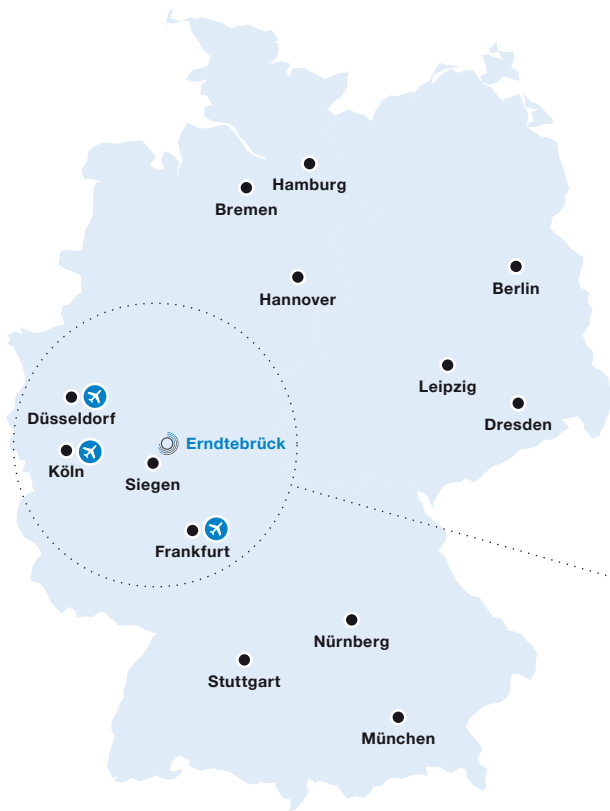 Hamburg
Bremen
Berlin
Hannover
Leipzig
Düsseldorf
Dresden
Erndtebrück
Köln
Siegen
Frankfurt
Nürnberg
Stuttgart
München